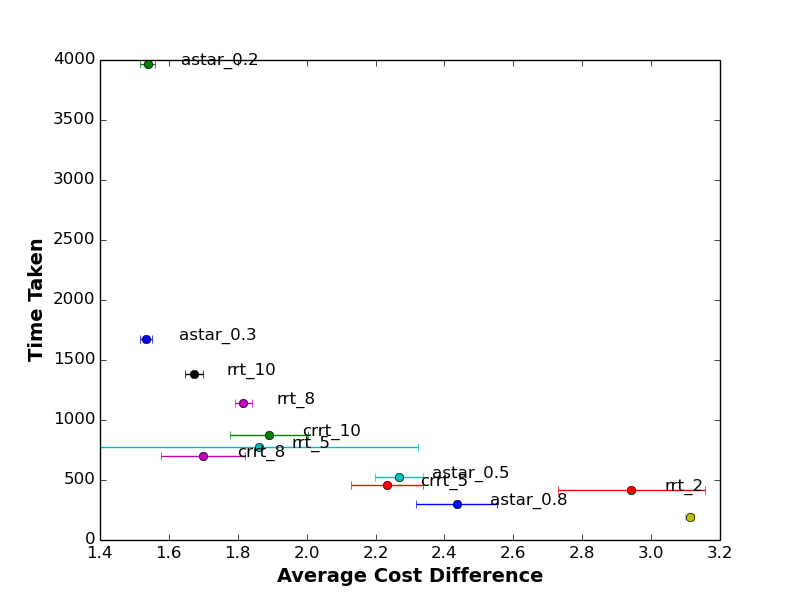 4000
3500
3000
2500
2000
1500
1000
500
0
Time Taken
astar_0.2
astar_0.3
rrt_10
rrt_8
crrt_10
rrt_5
crrt_8
astar_0.5
crrt_5
rrt_2
astar_0.8
1.4 1.6 1.8 2.0 2.2 2.4 2.6 2.8 3.0 3.2
Average Cost Difference